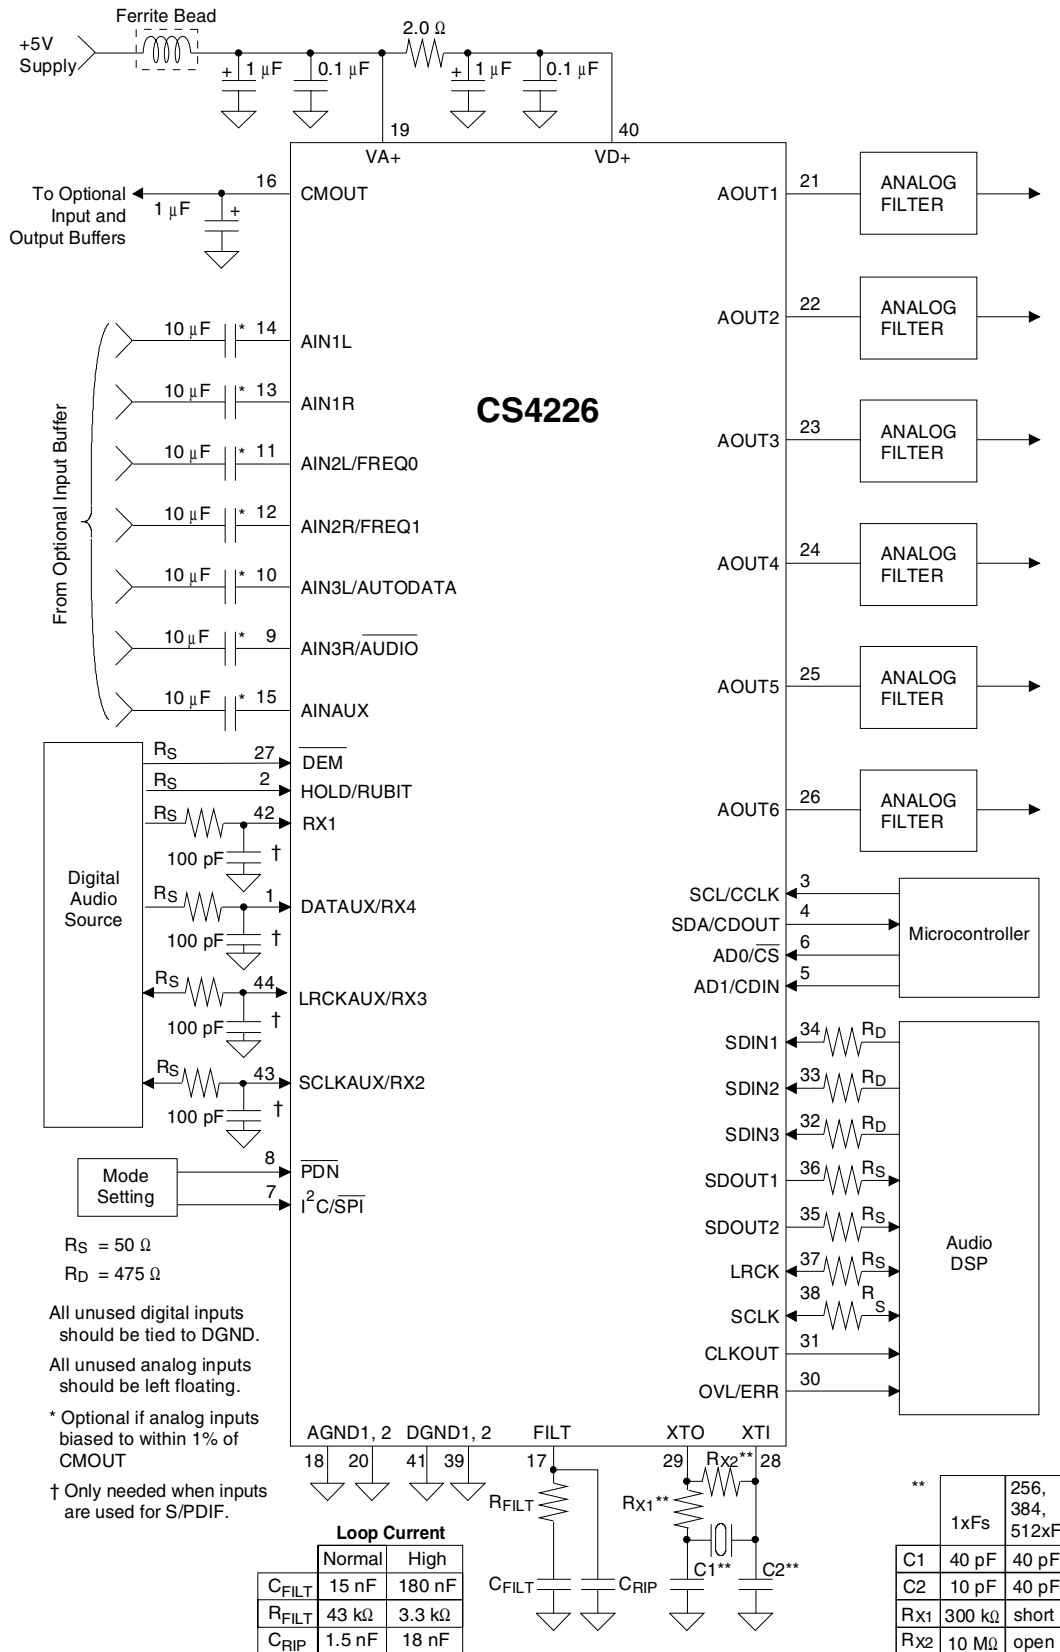 Ferrite Bead
+5V
Supply
+ 1 μF
0.1 μF
2.0 Ω
+ 1 μF
0.1 μF
19
40
VA+
VD+
16
CMOUT
To Optional
Input and
Output Buffers
1 μF
+
From Optional Input Buffer
10 μF * 14 AIN1L
10 μF * 13 AIN1R
10 μF * 11 AIN2L/FREQ0
10 μF * 12 AIN2R/FREQ1
10 μF * 10 AIN3L/AUTODATA
10 μF * 9 AIN3R/AUDIO
10 μF * 15 AINAUX
CS4226
AOUT1 21 ANALOG
FILTER
AOUT2 22 ANALOG
FILTER
AOUT3 23 ANALOG
FILTER
AOUT4 24 ANALOG
FILTER
AOUT5 25 ANALOG
FILTER
AOUT6 26 ANALOG
FILTER
Digital
Audio
Source
RS 27 DEM
RS 2 HOLD/RUBIT
RS 42 RX1
100 pF †
RS 1 DATAUX/RX4
100 pF †
RS 44 LRCKAUX/RX3
100 pF †
RS 43 SCLKAUX/RX2
100 pF †
Mode
Setting
8 PDN
7 I2C/SPI
SCL/CCLK 3
SDA/CDOUT 4
AD0/CS 6
AD1/CDIN 5
Microcontroller
SDIN1 34 RD
SDIN2 33 RD
SDIN3 32 RD
SDOUT1 36 RS
SDOUT2 35 RS
LRCK 37 RS
SCLK 38 RS
CLKOUT 31
OVL/ERR 30
Audio
DSP
RS = 50 Ω
RD = 475 Ω
All unused digital inputs
should be tied to DGND.
All unused analog inputs
should be left floating.
* Optional if analog inputs
biased to within 1% of
CMOUT
† Only needed when inputs
are used for S/PDIF.
AGND1, 2 DGND1, 2 FILT XTO XTI
18 20 41 39 17 29 28
RX2**
RFILT
RX1**
CFILT
CRIP
C1**
C2**
Loop Current
Normal High
CFILT 15 nF 180 nF
RFILT 43 kΩ 3.3 kΩ
CRIP 1.5 nF 18 nF
** 1xFs 256,
384,
512xF
C1 40 pF 40 pF
C2 10 pF 40 pF
RX1 300 kΩ short
RX2 10 MΩ open